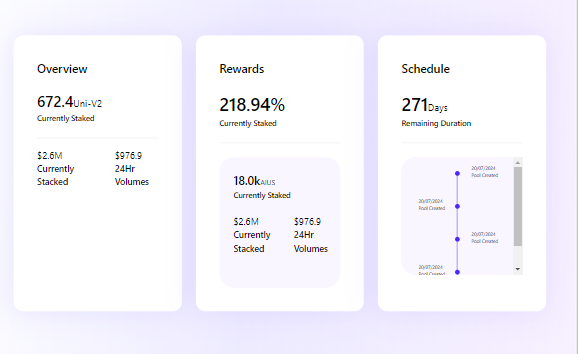 Overview
672.4Uni-V2
Currently Staked
$2.6M
Currently
Stacked
$976.9
24Hr
Volumes
Rewards
218.94%
Currently Staked
18.0kAIUS
Currently Staked
$2.6M
Currently
Stacked
$976.9
24Hr
Volumes
Schedule
271Days
Remaining Duration
20/07/2024
Pool Created
20/07/2024
Pool Created
20/07/2024
Pool Created
20/07/2024
Pool Created